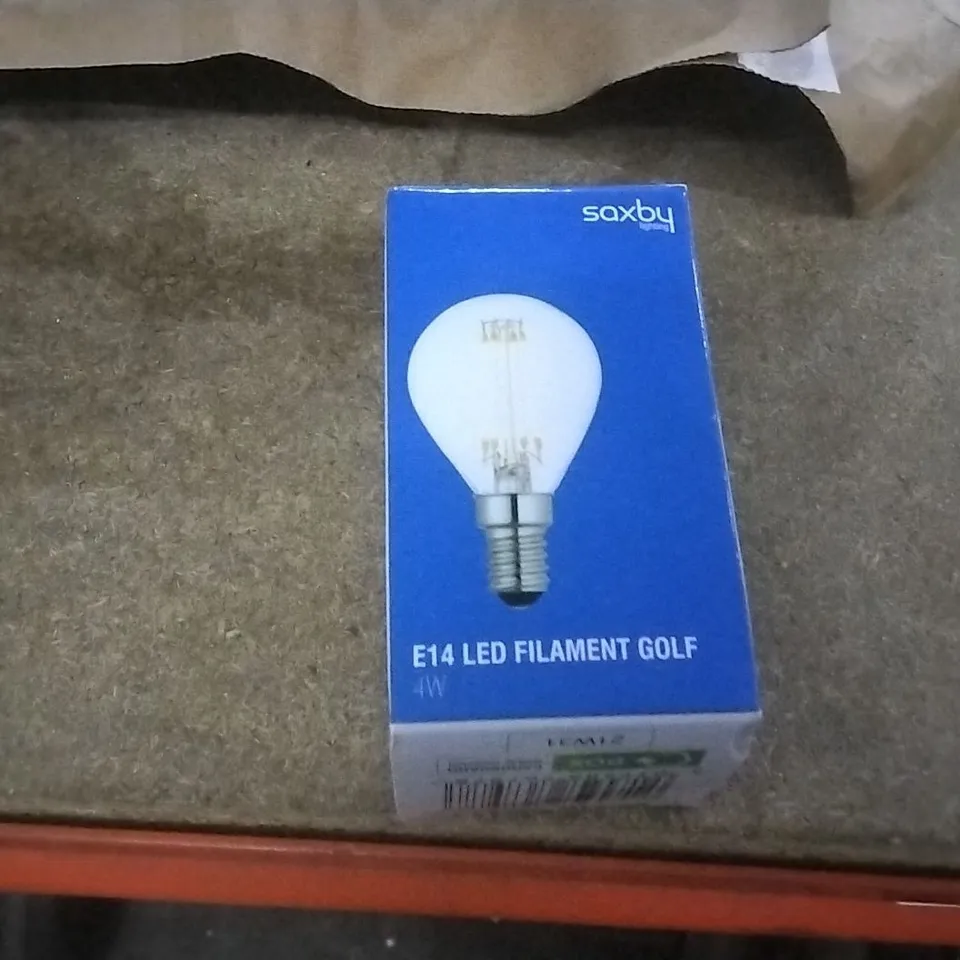 saxby
lighting
E14 LED FILAMENT GOLF
4W